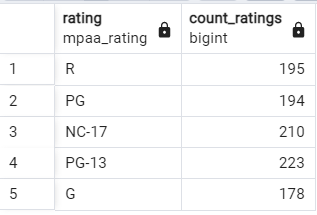 rating count_ratings
mpaa_rating bigint
1 R 195
2 PG 194
3 NC-17 210
4 PG-13 223
5 G 178